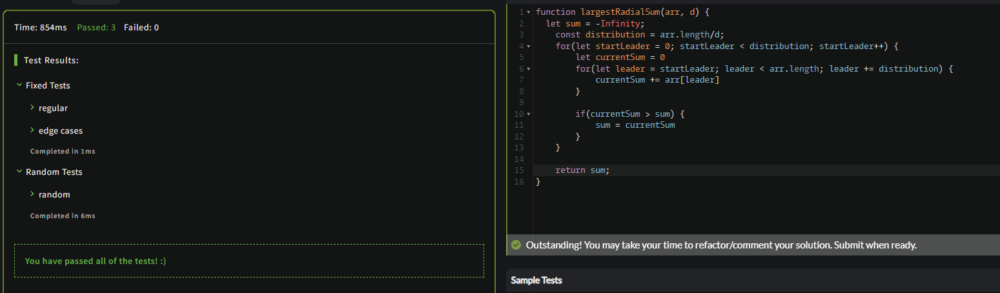 Time: 854ms Passed: 3 Failed: 0
Test Results:
Fixed Tests
regular
edge cases
Completed in 1ms
Random Tests
random
Completed in 6ms
You have passed all of the tests! :)
1 function largestRadialSum(arr, d) {
2   let sum = -Infinity;
3     const distribution = arr.length/d;
4     for(let startLeader = 0; startLeader < distribution; startLeader++) {
5         let currentSum = 0
6         for(let leader = startLeader; leader < arr.length; leader += distribution) {
7             currentSum += arr[leader]
8         }
9
10         if(currentSum > sum) {
11             sum = currentSum
12         }
13     }
14
15     return sum;
16 }
Outstanding! You may take your time to refactor/comment your solution. Submit when ready.
Sample Tests